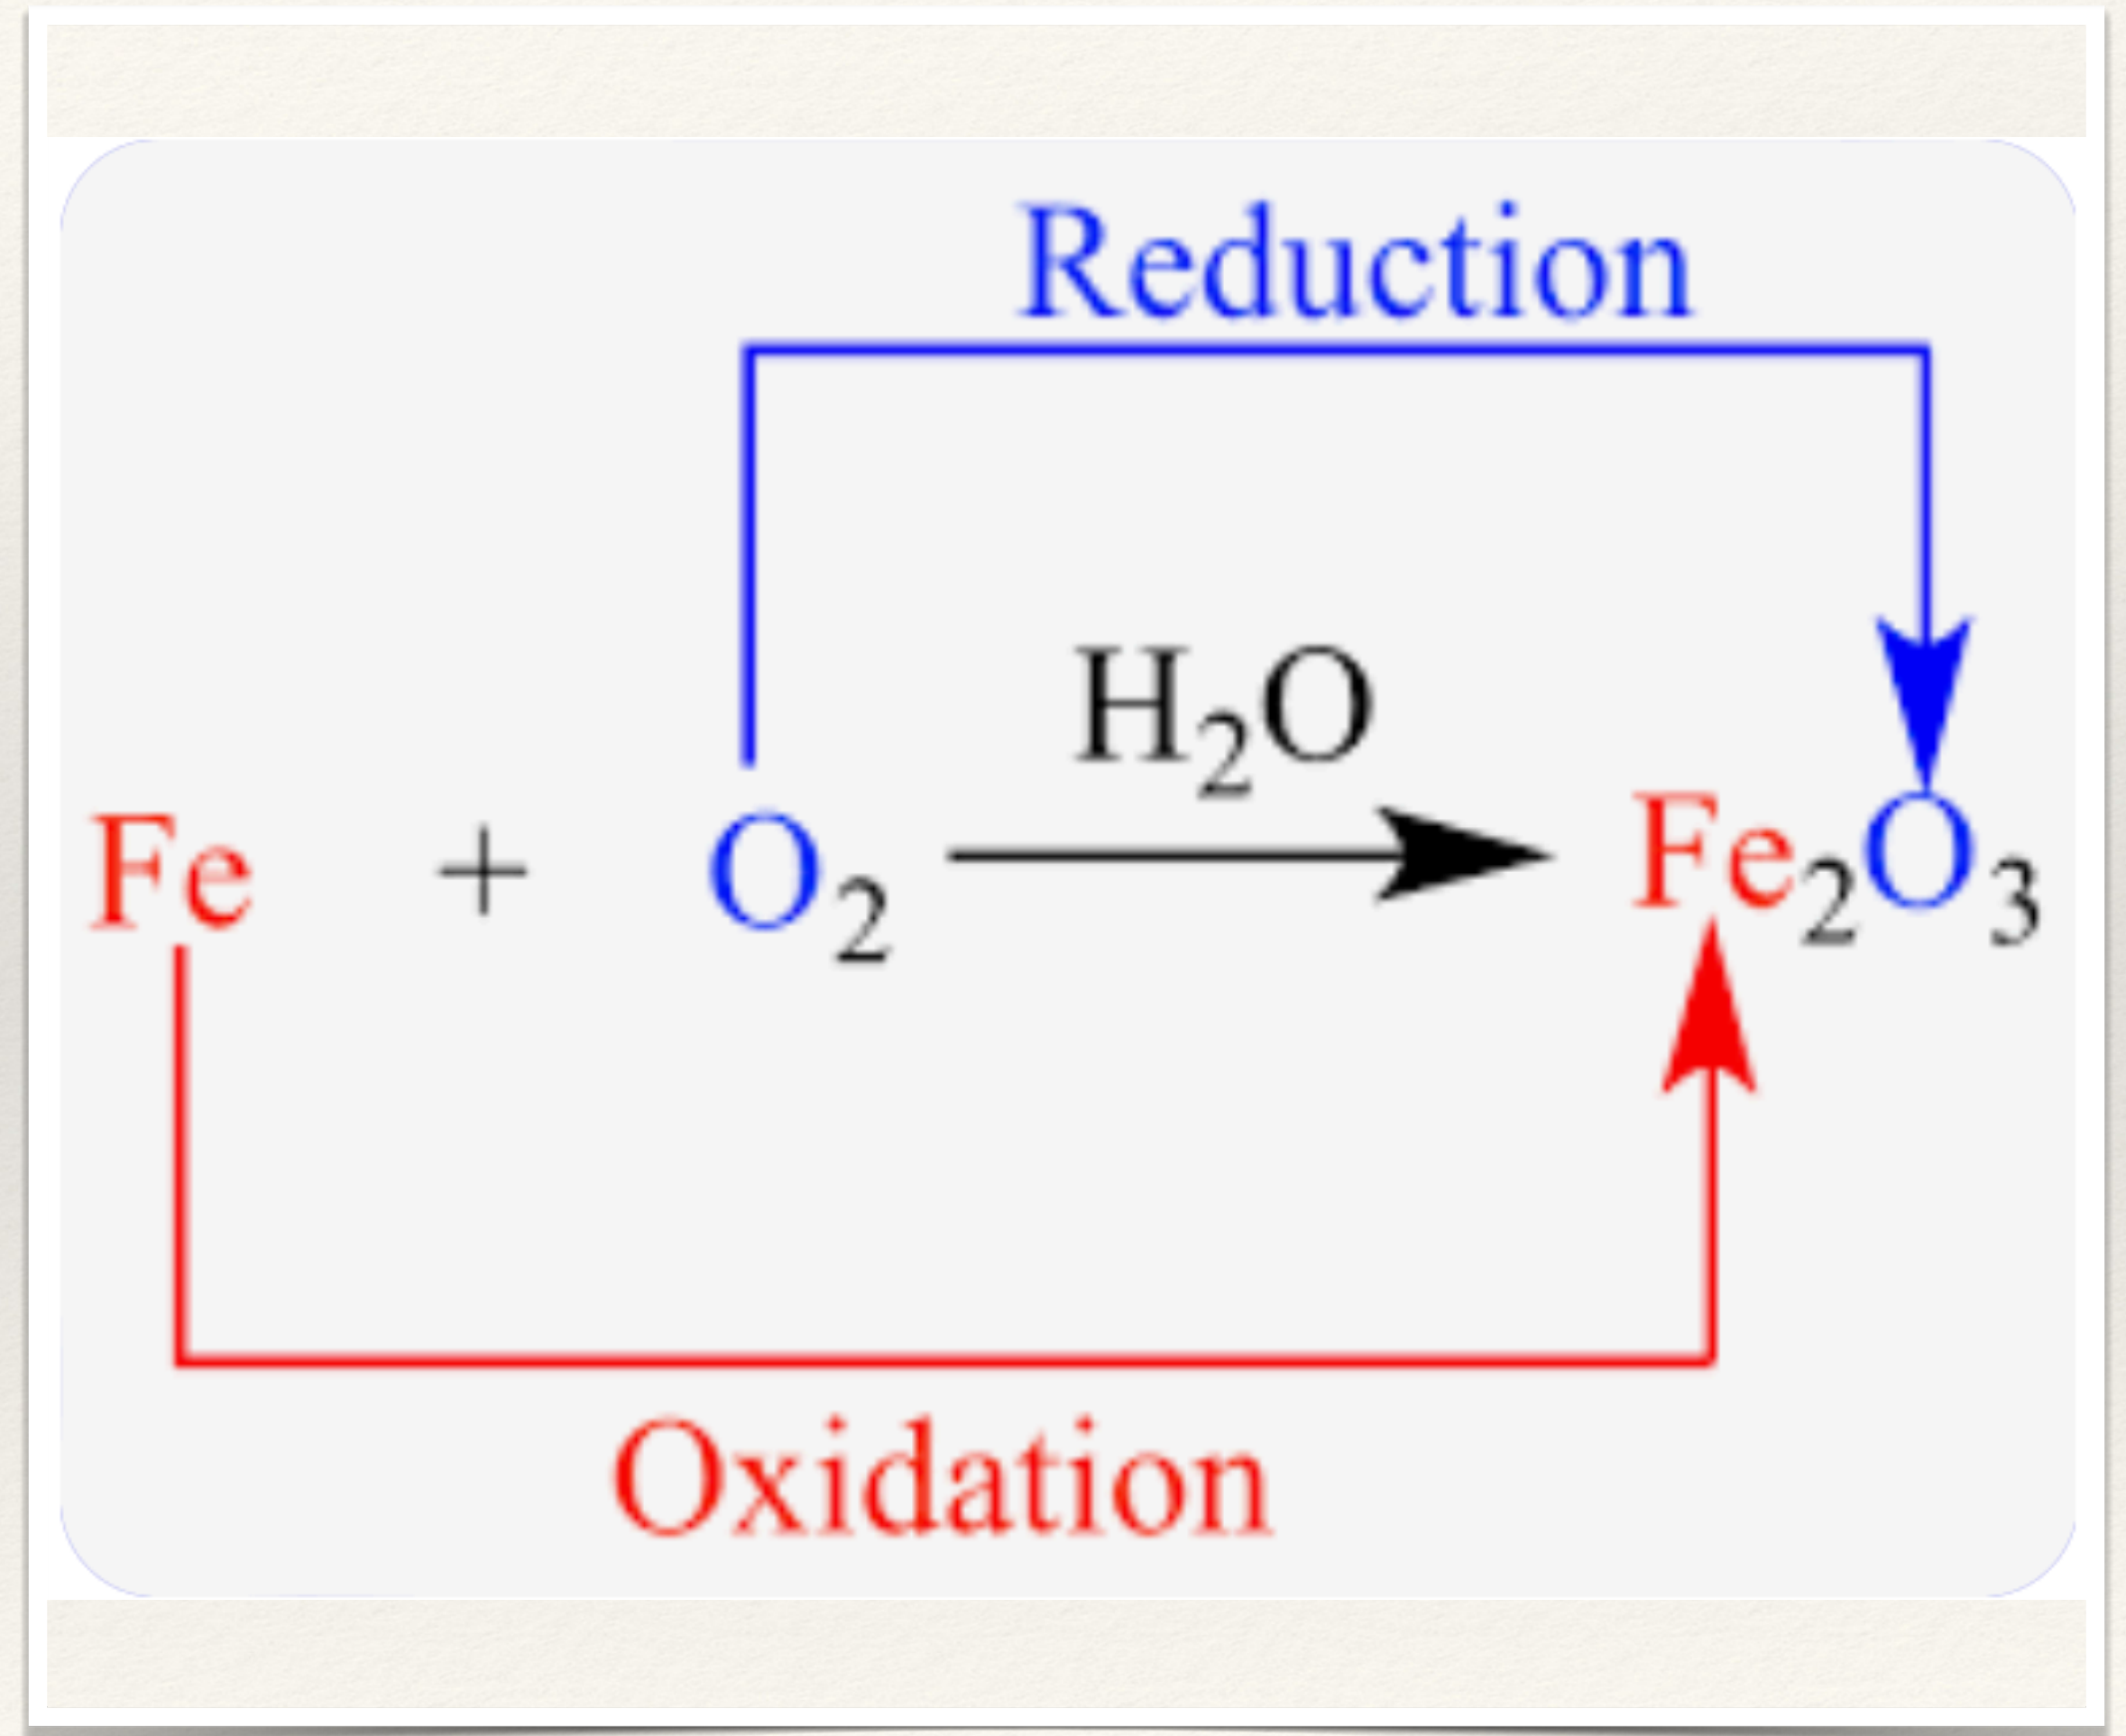 Reduction
H₂O
Fe + O₂ → Fe₂O₃
Oxidation